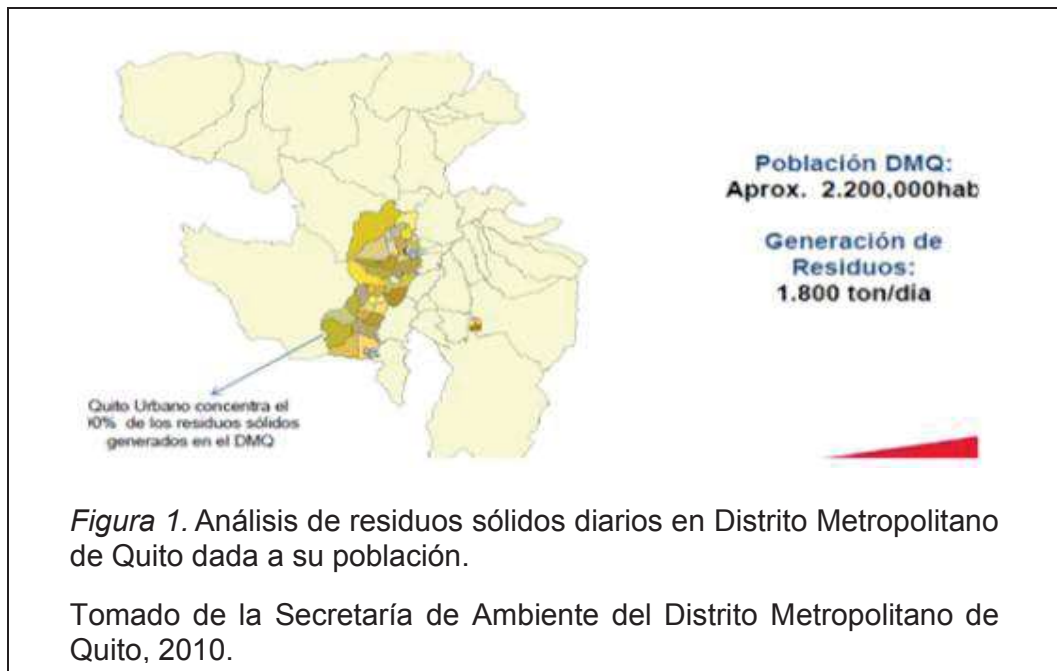 Población DMQ:
Aprox. 2.200,000hab
Generación de
Residuos:
1.800 ton/dia
Quito Urbano concentra el
0% de los residuos sólidos
generados en el DMQ
Figura 1. Análisis de residuos sólidos diarios en Distrito Metropolitano
de Quito dada a su población.
Tomado de la Secretaría de Ambiente del Distrito Metropolitano de
Quito, 2010.